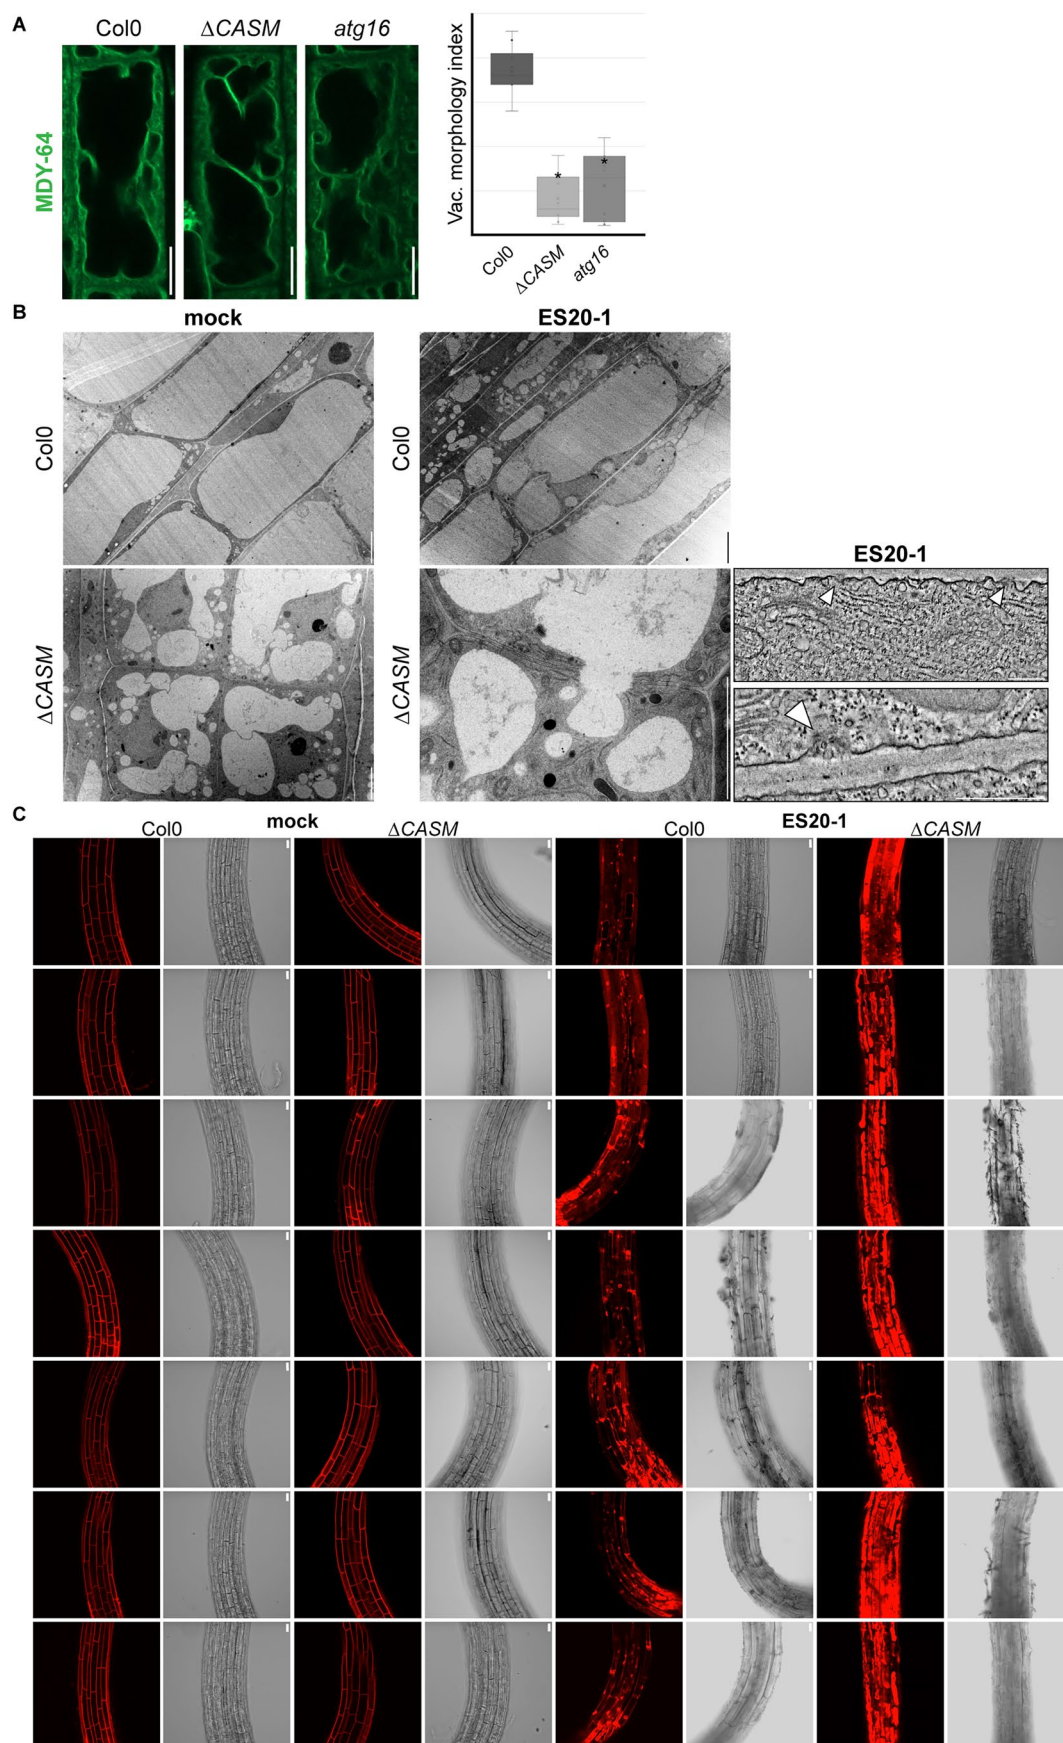 A
Col0 ΔCASM atg16
MDY-64
Vac. morphology index
*
*
Col0
ΔCASM
atg16
B
mock ES20-1
Col0 Col0
ES20-1
ΔCASM ΔCASM
C
mock ES20-1
Col0 ΔCASM Col0 ΔCASM